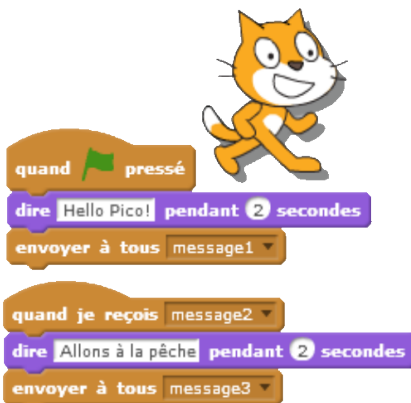 quand pressé
dire Hello Pico! pendant 2 secondes
envoyer à tous message1
quand je reçois message2
dire Allons à la pêche pendant 2 secondes
envoyer à tous message3